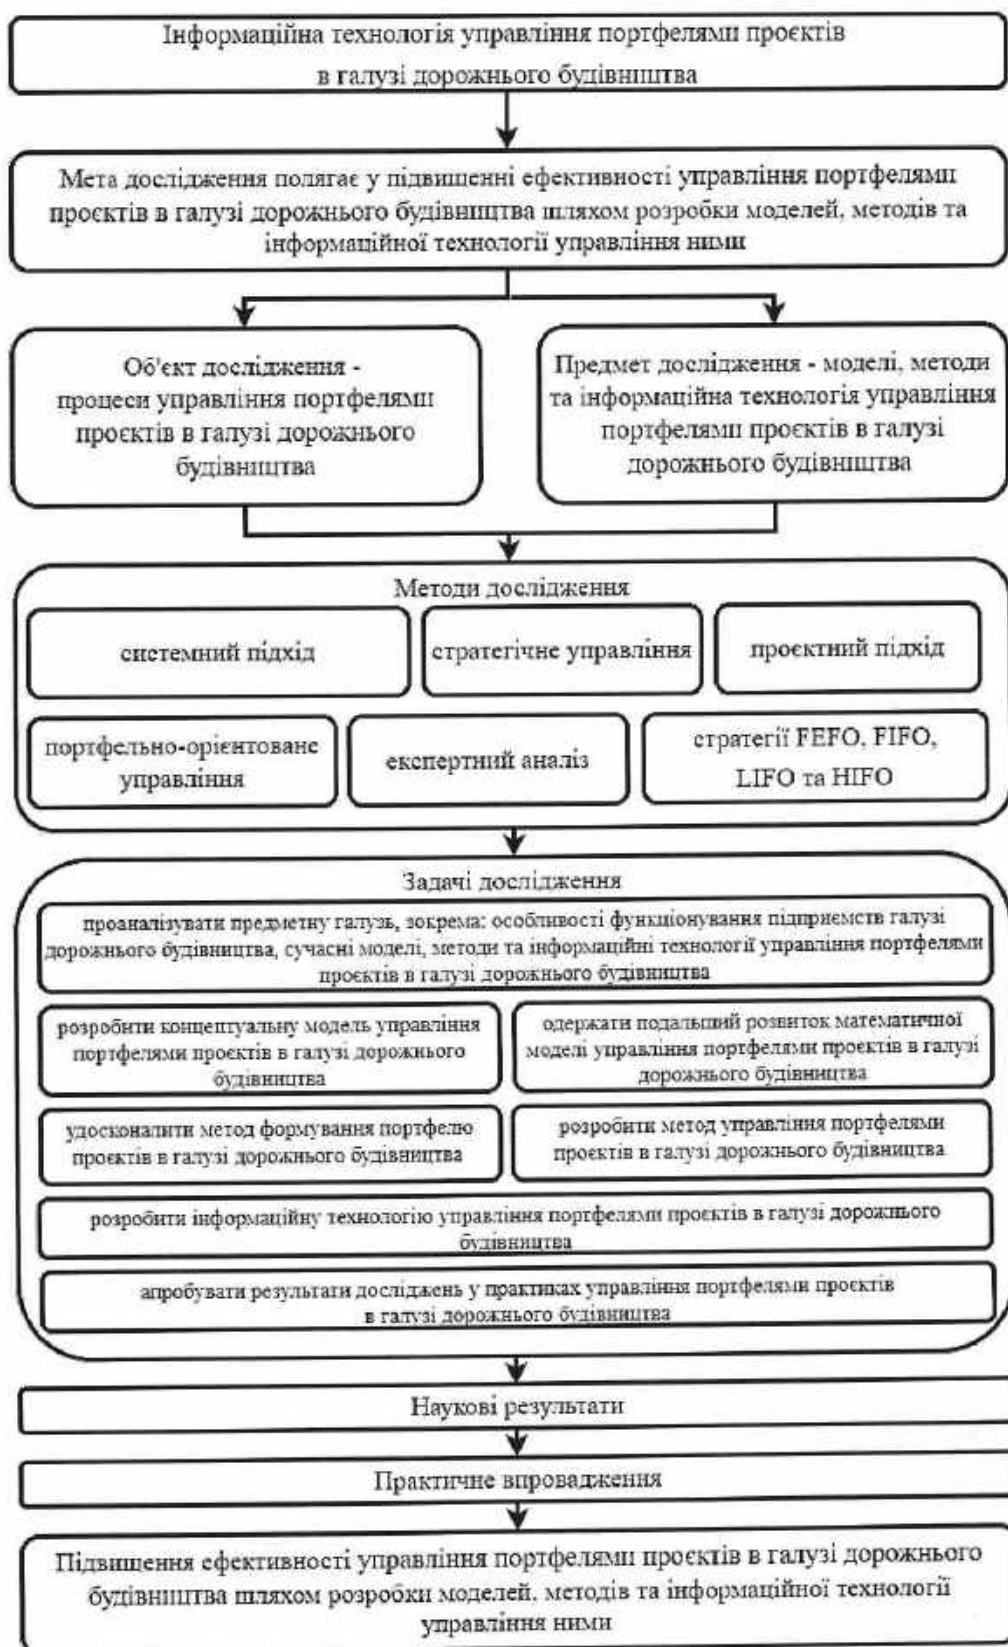 Інформаційна технологія управління портфелями проєктів
в галузі дорожнього будівництва
Мета дослідження полягає у підвищенні ефективності управління портфелями
проєктів в галузі дорожнього будівництва шляхом розробки моделей, методів та
інформаційної технології управління ними
Об'єкт дослідження -
процеси управління портфелями
проєктів в галузі дорожнього
будівництва
Предмет дослідження - моделі, методи
та інформаційна технологія управління
портфелями проєктів в галузі
дорожнього будівництва
Методи дослідження
системний підхід
стратегічне управління
проєктний підхід
портфельно-орієнтоване
управління
експертний аналіз
стратегії FEFO, FIFO,
LIFO та HIFO
Задачі дослідження
проаналізувати предметну галузь, зокрема: особливості функціонування підприємств галузі
дорожнього будівництва, сучасні моделі, методи та інформаційні технології управління портфелями
проєктів в галузі дорожнього будівництва
розробити концептуальну модель управління
портфелями проєктів в галузі дорожнього
будівництва
одержати подальший розвиток математичної
моделі управління портфелями проєктів в галузі
дорожнього будівництва
удосконалити метод формування портфелю
проєктів в галузі дорожнього будівництва
розробити метод управління портфелями
проєктів в галузі дорожнього будівництва
розробити інформаційну технологію управління портфелями проєктів в галузі дорожнього
будівництва
апробувати результати досліджень у практиках управління портфелями проєктів
в галузі дорожнього будівництва
Наукові результати
Практичне впровадження
Підвищення ефективності управління портфелями проєктів в галузі дорожнього
будівництва шляхом розробки моделей, методів та інформаційної технології
управління ними